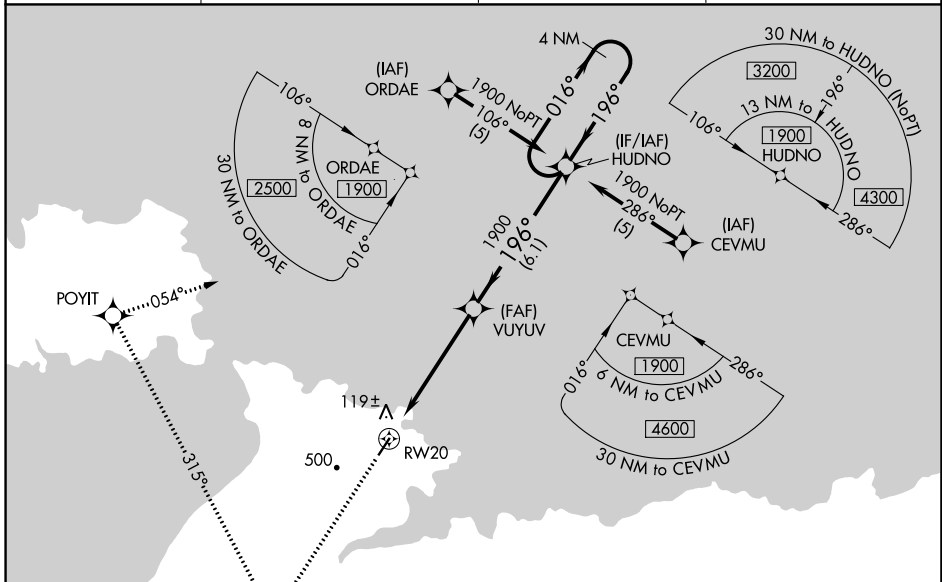 4 NM
016°
196°
(IAF)
ORDAE
1900 NoPT
106°
(5)
(IF/IAF)
HUDNO
1900 NoPT
286°
(5)
(IAF)
CEVMU
1900
196°
(6.1)
(FAF)
VUYUV
106°
8 NM to ORDAE
ORDAE
1900
2500
30 NM to ORDAE
016°
30 NM to HUDNO (NoPT)
3200
196°
13 NM to HUDNO
106°
1900
HUDNO
4300
286°
CEVMU
1900
016°
6 NM to CEVMU
286°
4600
30 NM to CEVMU
POYIT
054°
315°
119±
RW20
500